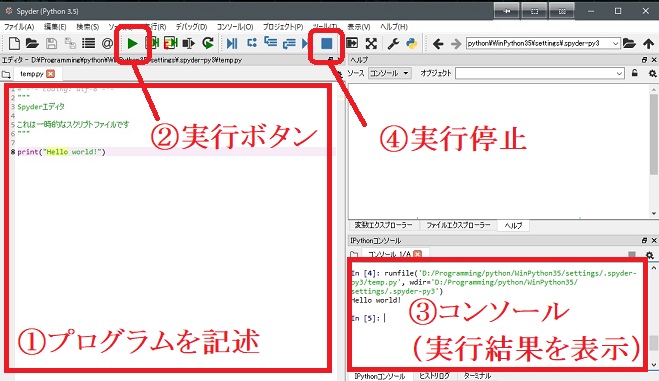 Spyder (Python 3.5)
ファイル(F) 編集(E) 検索(S) 実行(R) デバッグ(D) コンソール(O) プロジェクト(P) ツール(T) 表示(V) ヘルプ(H)
python¥WinPython35¥settings¥.spyder-py3
エディタ - D:¥Programming¥python¥WinPython35¥settings¥.spyder-py3¥temp.py
temp.py
1 # -*- coding: utf-8 -*-
2 """
3 Spyderエディタ
4
5 これは一時的なスクリプトファイルです
6 """
7
8 print("Hello world!")
①プログラムを記述
②実行ボタン
④実行停止
ヘルプ
ソース コンソール オブジェクト
変数エクスプローラー ファイルエクスプローラー ヘルプ
IPythonコンソール
コンソール 1/A
In [4]: runfile('D:/Programming/python/WinPython35/settings/.spyder-
py3/temp.py', wdir='D:/Programming/python/WinPython35/
settings/.spyder-py3')
Hello world!
In [5]:
③コンソール
(実行結果を表示)
IPythonコンソール ヒストリログ ターミナル